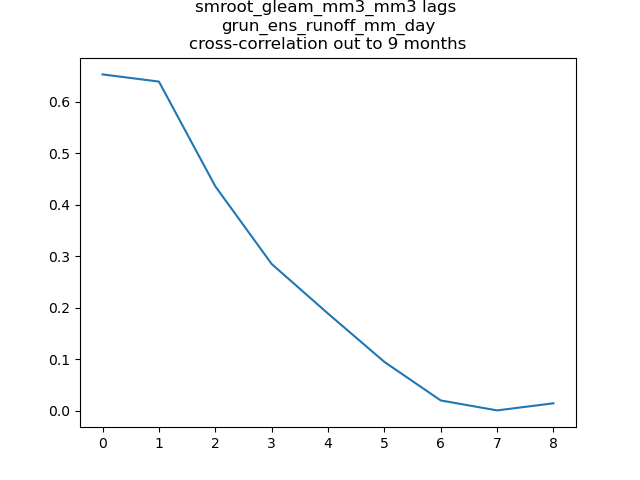 smroot_gleam_mm3_mm3 lags
grun_ens_runoff_mm_day
cross-correlation out to 9 months
0.6
0.5
0.4
0.3
0.2
0.1
0.0
0 1 2 3 4 5 6 7 8